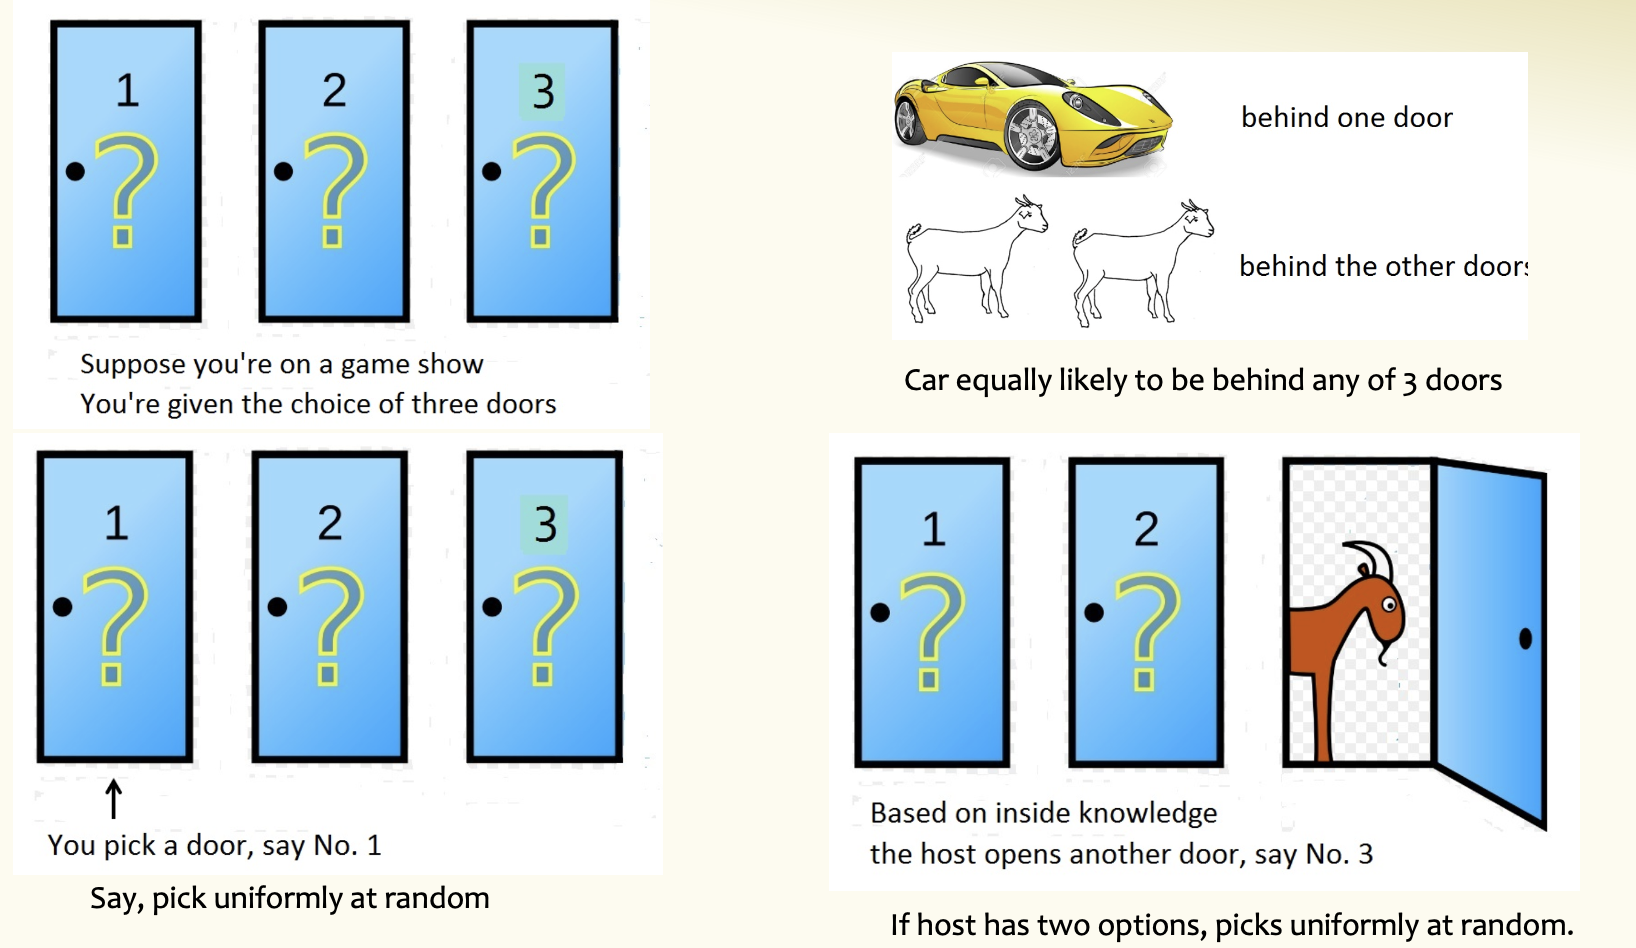 1 2 3
? ? ?
Suppose you're on a game show
You're given the choice of three doors
behind one door
behind the other doors
Car equally likely to be behind any of 3 doors
1 2 3
? ? ?
You pick a door, say No. 1
Say, pick uniformly at random
1 2
? ?
Based on inside knowledge
the host opens another door, say No. 3
If host has two options, picks uniformly at random.